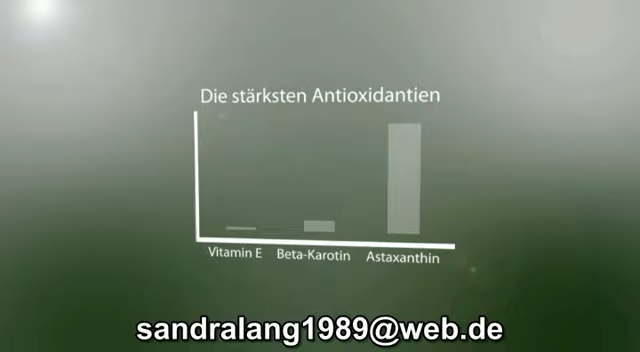 Die stärksten Antioxidantien
Vitamin E Beta-Karotin Astaxanthin
sandralang1989@web.de